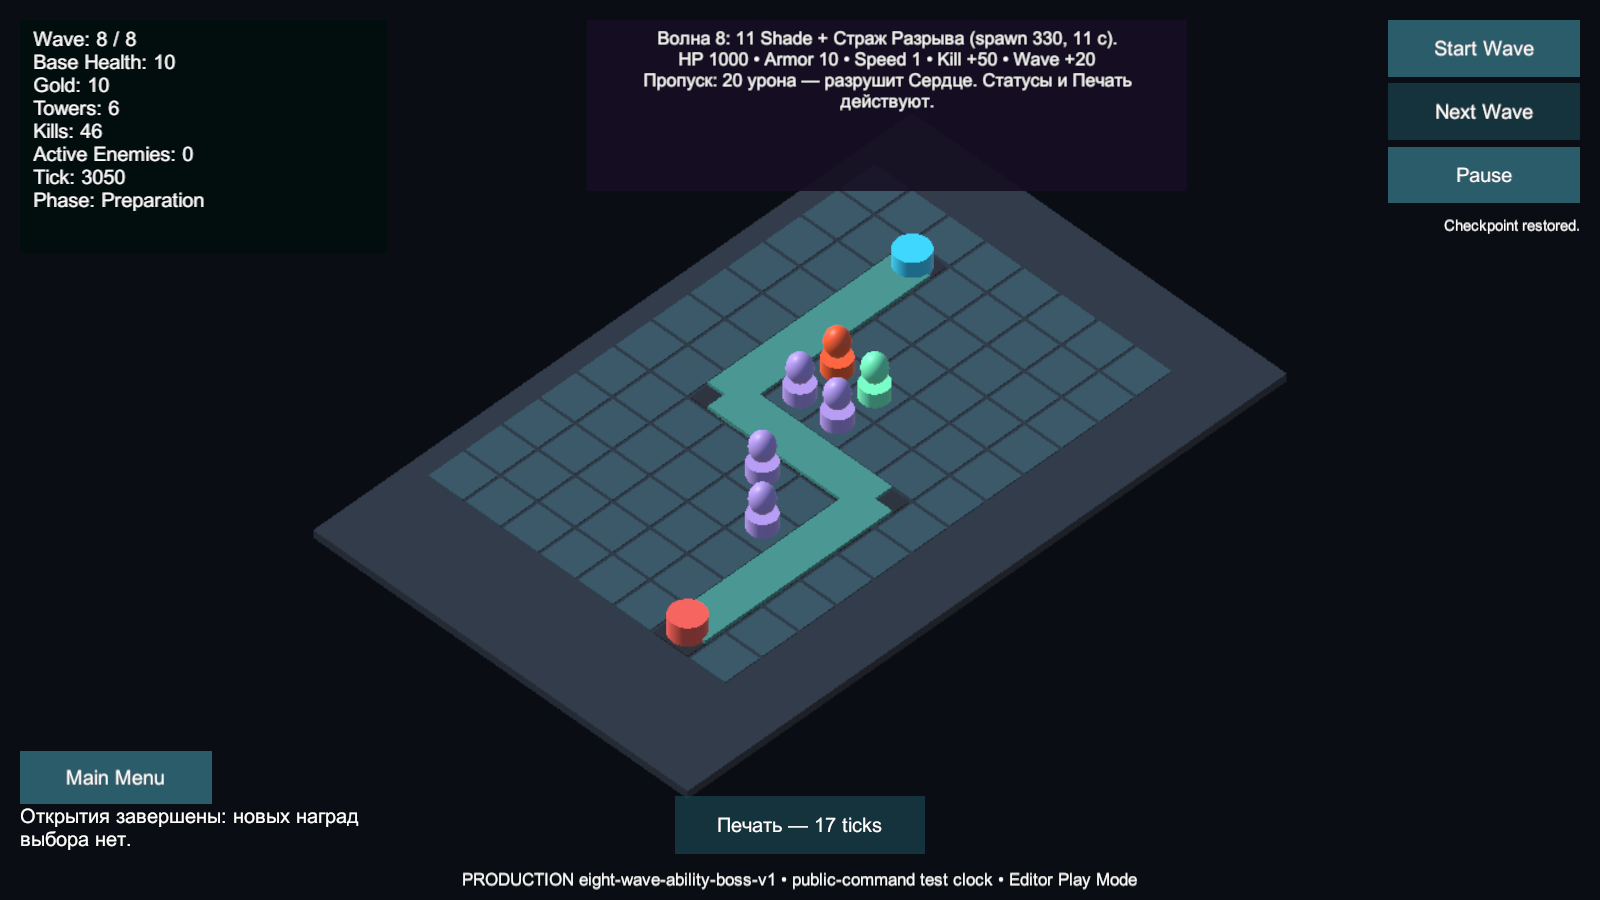 Wave: 8 / 8
Base Health: 10
Gold: 10
Towers: 6
Kills: 46
Active Enemies: 0
Tick: 3050
Phase: Preparation
Волна 8: 11 Shade + Страж Разрыва (spawn 330, 11 с).
HP 1000 • Armor 10 • Speed 1 • Kill +50 • Wave +20
Пропуск: 20 урона — разрушит Сердце. Статусы и Печать
действуют.
Start Wave
Next Wave
Pause
Checkpoint restored.
Main Menu
Открытия завершены: новых наград
выбора нет.
Печать — 17 ticks
PRODUCTION eight-wave-ability-boss-v1 • public-command test clock • Editor Play Mode